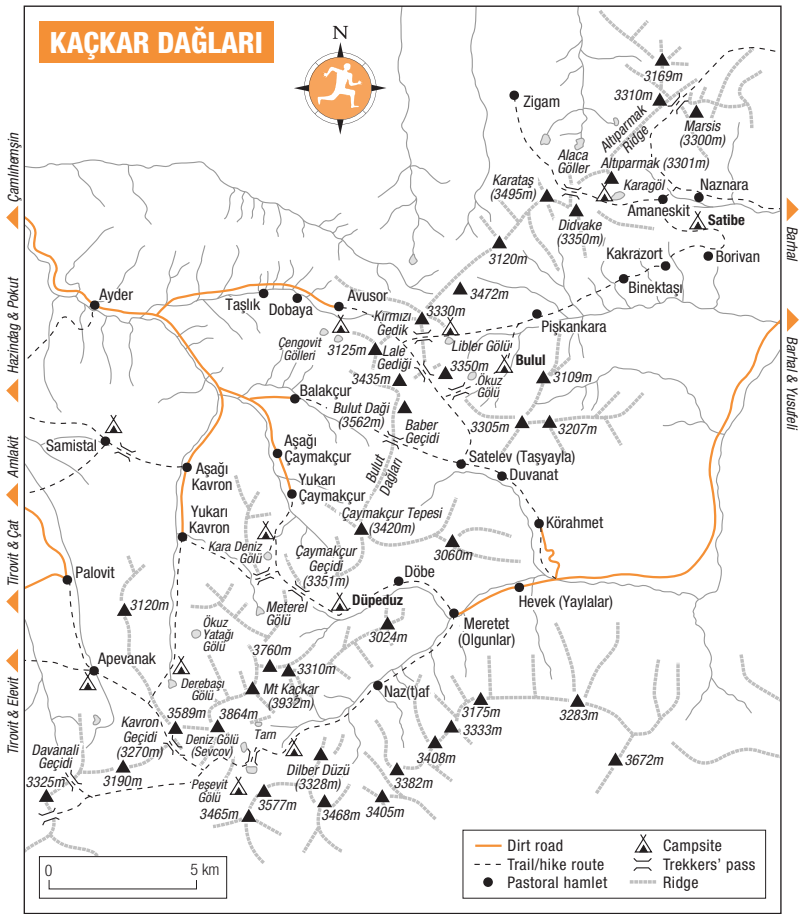 KAÇKAR DAĞLARI
N
3169m
3310m
Zigam
Marsis
(3300m)
Altıparmak
Ridge
Alaca
Göller
Altıparmak (3301m)
Karagöl
Naznara
Karataş
(3495m)
Amaneskit
Satibe
Didvake
(3350m)
Barhal
Çamlıhemşin
3120m
Kakrazort
Borivan
Binektaşı
3472m
Ayder
Taşlık
Dobaya
Avusor
3330m
Kırmızı
Gedik
Pişkankara
Hazindag & Pokut
Barhal & Yusufeli
Çengovit
Gölleri
3125m
Lale
Gediği
Libler Gölü
3350m
Bulul
Öküz
Gölü
3109m
3435m
Balakçur
Bulut Daği
(3562m)
Baber
Geçidi
3305m
3207m
Amlakit
Samistal
Aşağı
Kavron
Aşağı
Çaymakçur
Bulut
Dağları
Satelev (Taşyayla)
Duvanat
Yukarı
Çaymakçur
Yukarı
Kavron
Çaymakçur Tepesi
(3420m)
Körahmet
Tirovit & Çat
Kara Deniz
Gölü
Çaymakçur
Geçidi
(3351m)
3060m
Palovit
Döbe
Düpeduz
Hevek (Yaylalar)
3120m
Meterel
Gölü
Meretet
(Olgunlar)
Öküz
Yatağı
Gölü
3024m
Tirovit & Elevit
Apevanak
3760m
3310m
Derebaşı
Gölü
Mt Kaçkar
(3932m)
Naz(t)af
3175m
3283m
3589m
3864m
Kavron
Geçidi
(3270m)
Deniz Gölü
(Sevcov)
Tarn
3333m
3408m
Davanali
Geçidi
3325m
3190m
Dilber Düzü
(3328m)
3382m
3672m
Peşevit
Gölü
3577m
3465m
3468m
3405m
0
5 km
Dirt road
Trail/hike route
Pastoral hamlet
Campsite
Trekkers' pass
Ridge